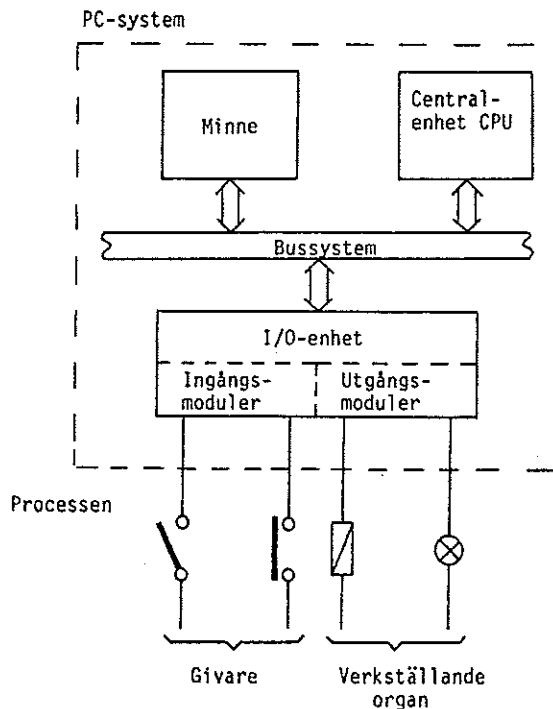 PC-system
Minne
Central-
enhet CPU
Bussystem
I/O-enhet
Ingångs-
moduler
Utgångs-
moduler
Processen
Givare
Verkställande
organ